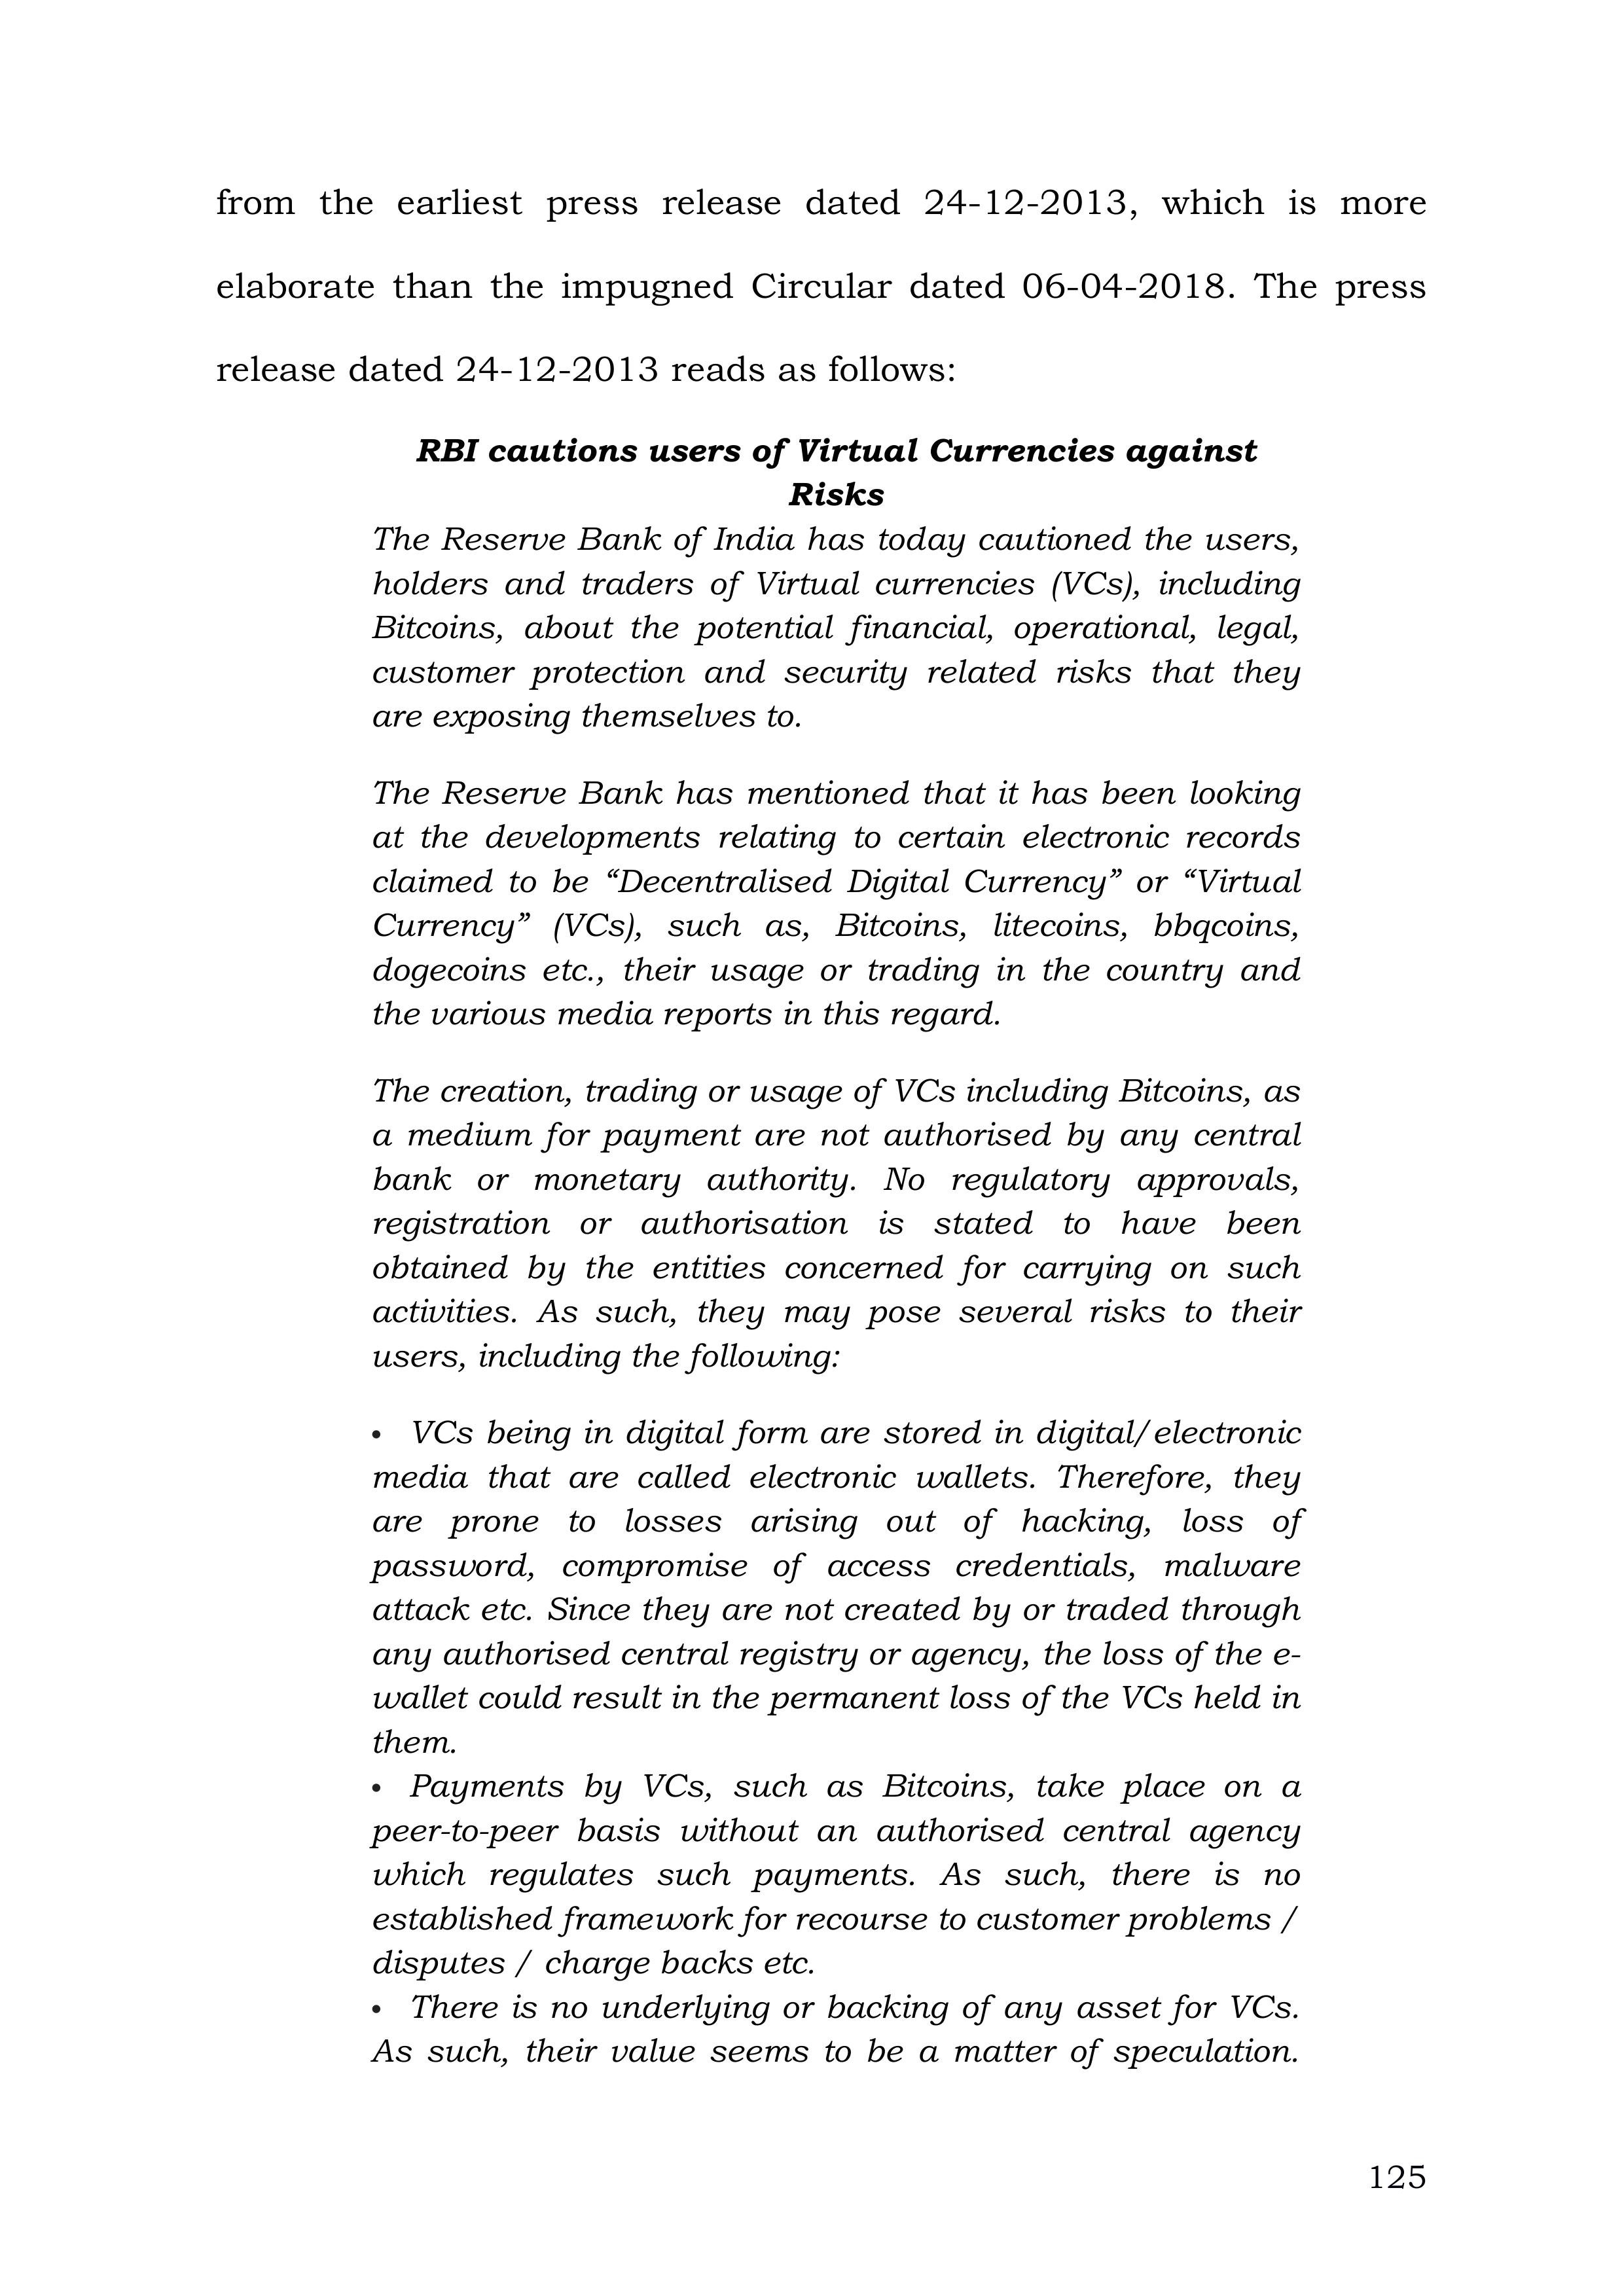 from the earliest press release dated 24-12-2013, which is more
elaborate than the impugned Circular dated 06-04-2018. The press
release dated 24-12-2013 reads as follows:
RBI cautions users of Virtual Currencies against
Risks
The Reserve Bank of India has today cautioned the users,
holders and traders of Virtual currencies (VCs), including
Bitcoins, about the potential financial, operational, legal,
customer protection and security related risks that they
are exposing themselves to.
The Reserve Bank has mentioned that it has been looking
at the developments relating to certain electronic records
claimed to be “Decentralised Digital Currency” or “Virtual
Currency” (VCs), such as, Bitcoins, litecoins, bbqcoins,
dogecoins etc., their usage or trading in the country and
the various media reports in this regard.
The creation, trading or usage of VCs including Bitcoins, as
a medium for payment are not authorised by any central
bank or monetary authority. No regulatory approvals,
registration or authorisation is stated to have been
obtained by the entities concerned for carrying on such
activities. As such, they may pose several risks to their
users, including the following:
• VCs being in digital form are stored in digital/electronic
media that are called electronic wallets. Therefore, they
are prone to losses arising out of hacking, loss of
password, compromise of access credentials, malware
attack etc. Since they are not created by or traded through
any authorised central registry or agency, the loss of the e-
wallet could result in the permanent loss of the VCs held in
them.
• Payments by VCs, such as Bitcoins, take place on a
peer-to-peer basis without an authorised central agency
which regulates such payments. As such, there is no
established framework for recourse to customer problems /
disputes / charge backs etc.
• There is no underlying or backing of any asset for VCs.
As such, their value seems to be a matter of speculation.
125